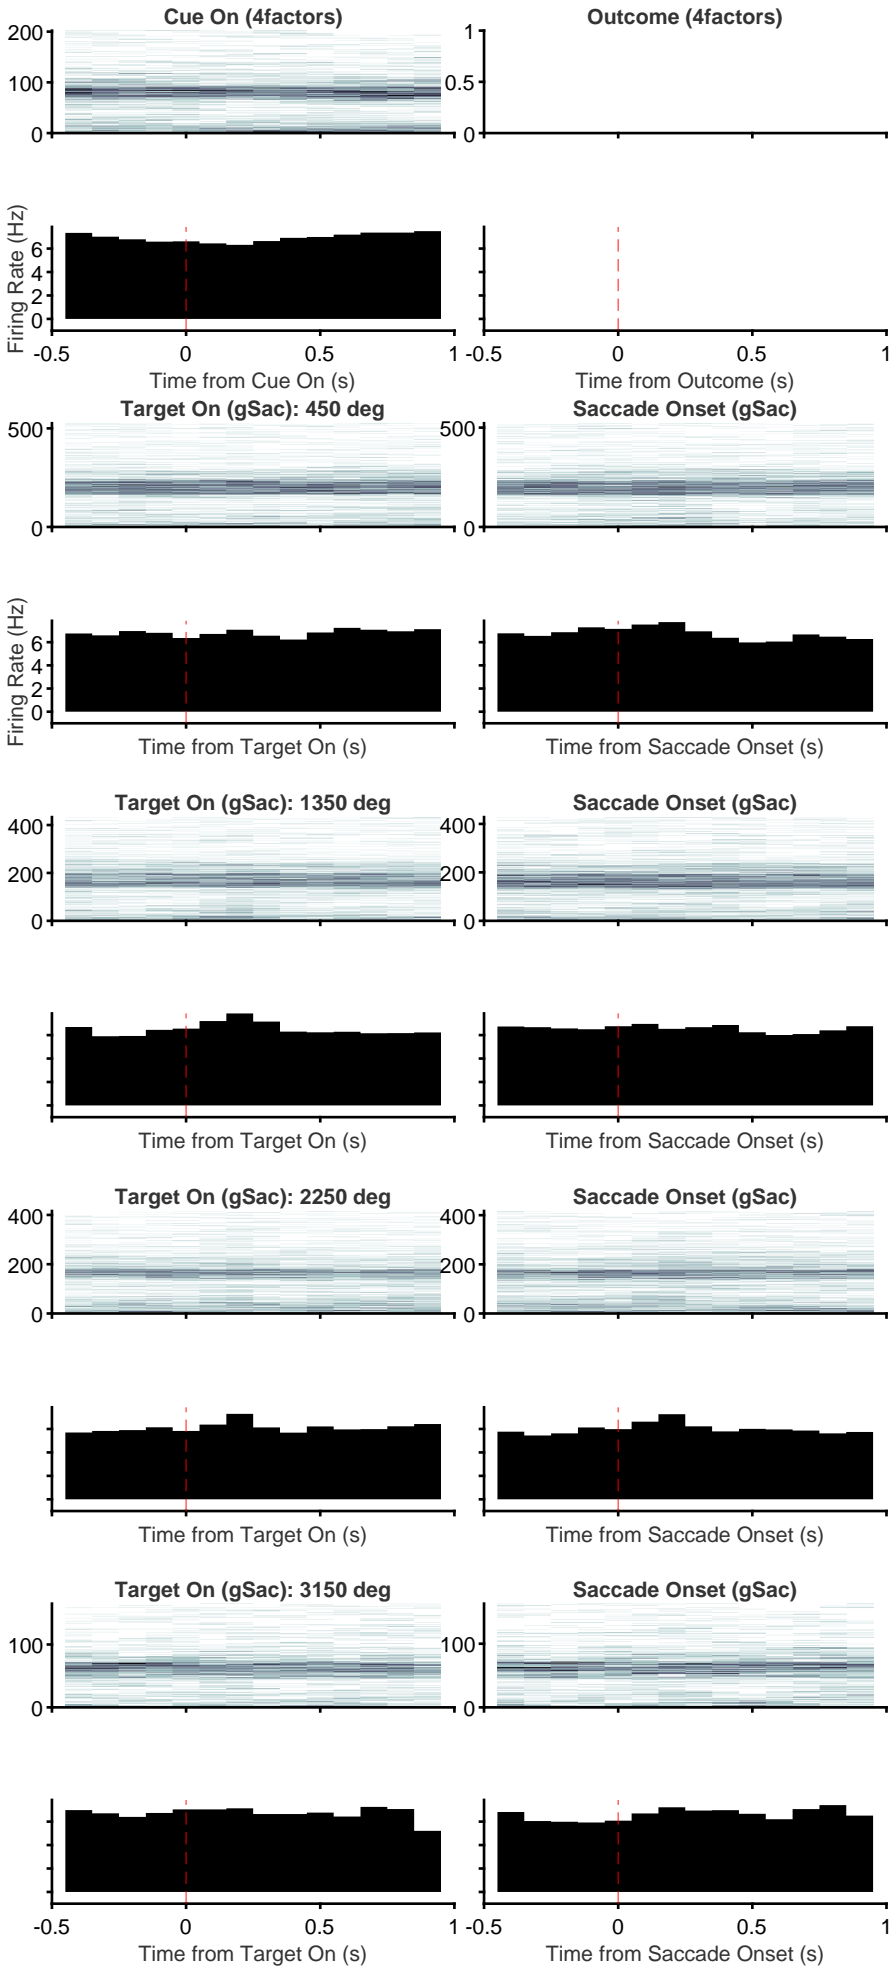 Cue On (4factors)
Outcome (4factors)
200
100
0
1
0.5
0
Firing Rate (Hz)
6
4
2
0
-0.5 0 0.5 1
-0.5 0 0.5 1
Time from Cue On (s)
Time from Outcome (s)
Target On (gSac): 450 deg
Saccade Onset (gSac)
500
0
500
0
Firing Rate (Hz)
6
4
2
0
Time from Target On (s)
Time from Saccade Onset (s)
Target On (gSac): 1350 deg
Saccade Onset (gSac)
400
200
0
400
200
0
Time from Target On (s)
Time from Saccade Onset (s)
Target On (gSac): 2250 deg
Saccade Onset (gSac)
400
200
0
400
200
0
Time from Target On (s)
Time from Saccade Onset (s)
Target On (gSac): 3150 deg
Saccade Onset (gSac)
100
0
100
0
-0.5 0 0.5 1
-0.5 0 0.5 1
Time from Target On (s)
Time from Saccade Onset (s)